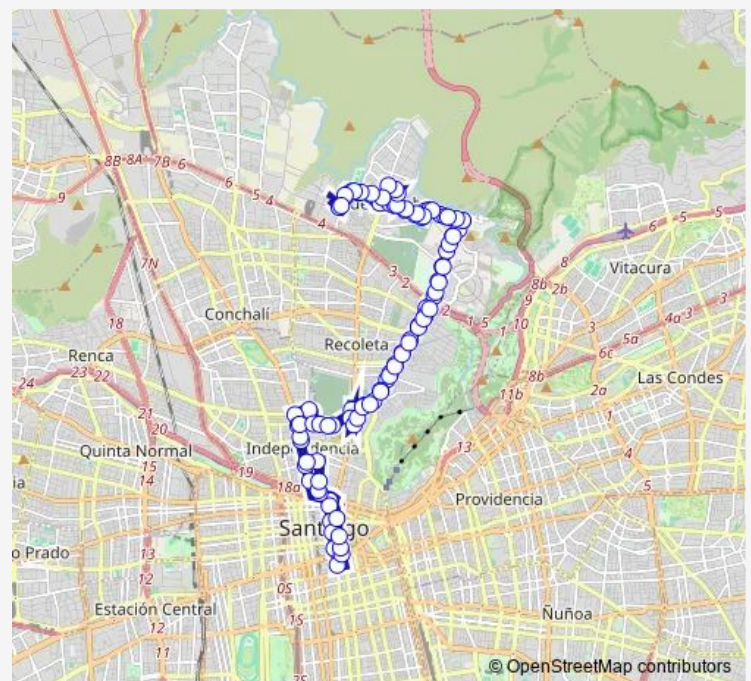 8B 8A 7B 6
6
5
4
9
4
6 5 5
3
2
8
7N
Vitacura
8b
2b
9
2
1 5
10
3
3
4a
3
Conchalí
18
5a
Recoleta
6c
Renca
24
23
22
8b
Las Condes
2a
11b
1
21
20
Quinta Normal
Independencia
13
15
14
19
18a
4
5
Providencia
Santiago
o Prado
13
12
0S
Estación Central
1S
Ñuñoa
12
11
2S
© OpenStreetMap contributors